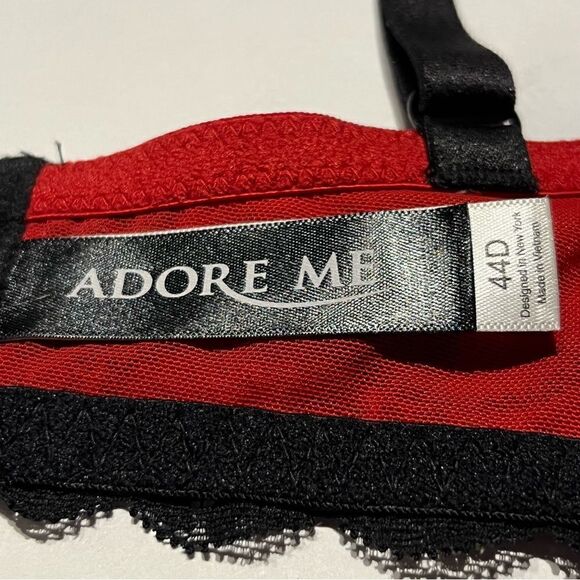 ADORE ME
44D
Designed in New York
Made in Vietnam